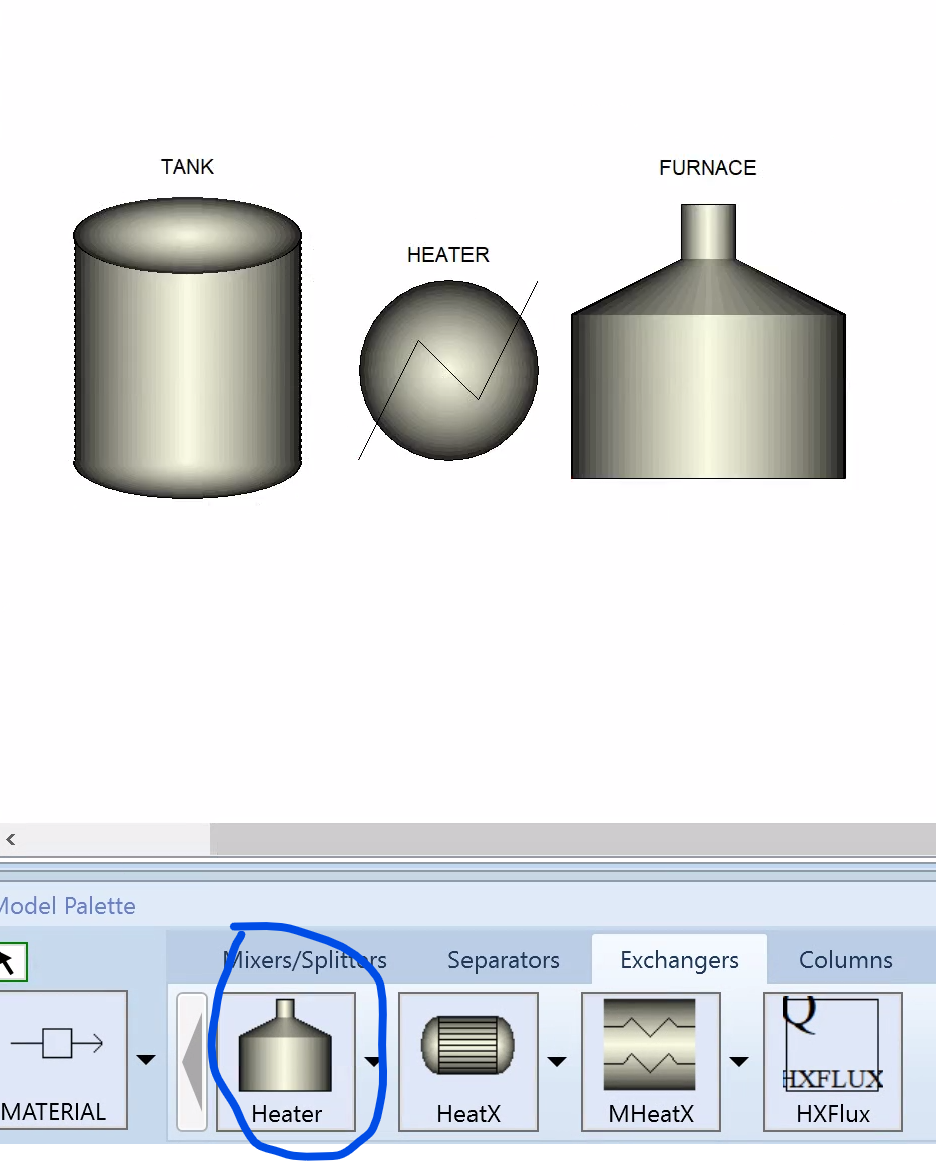 TANK
FURNACE
HEATER
Model Palette
Mixers/Splitters Separators Exchangers Columns
MATERIAL
Heater
HeatX
MHeatX
Q
HXFLUX
HXFlux